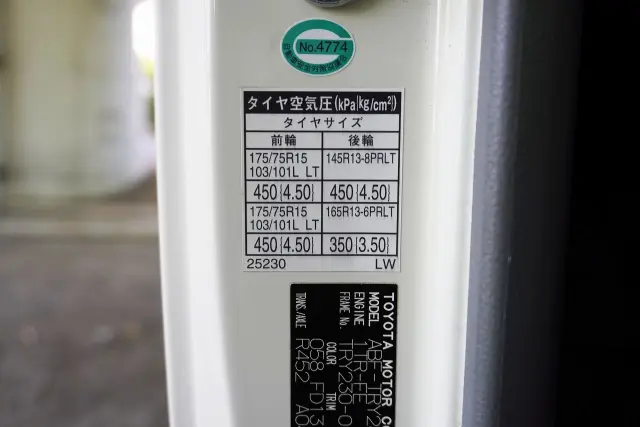 No.4774
タイヤ空気圧(kPa{kg/cm²})
タイヤサイズ
前輪 後輪
175/75R15 103/101L LT 145R13-8PRLT
450{4.50} 450{4.50}
175/75R15 103/101L LT 165R13-6PRLT
450{4.50} 350{3.50}
25230 LW
TOYOTA MOTOR
MODEL ABF-TRY2
ENGINE 1TR-FE
FRAME No. TRY230-0
COLOR TRIM
058 FD13
TRANS./AXLE R452 A0